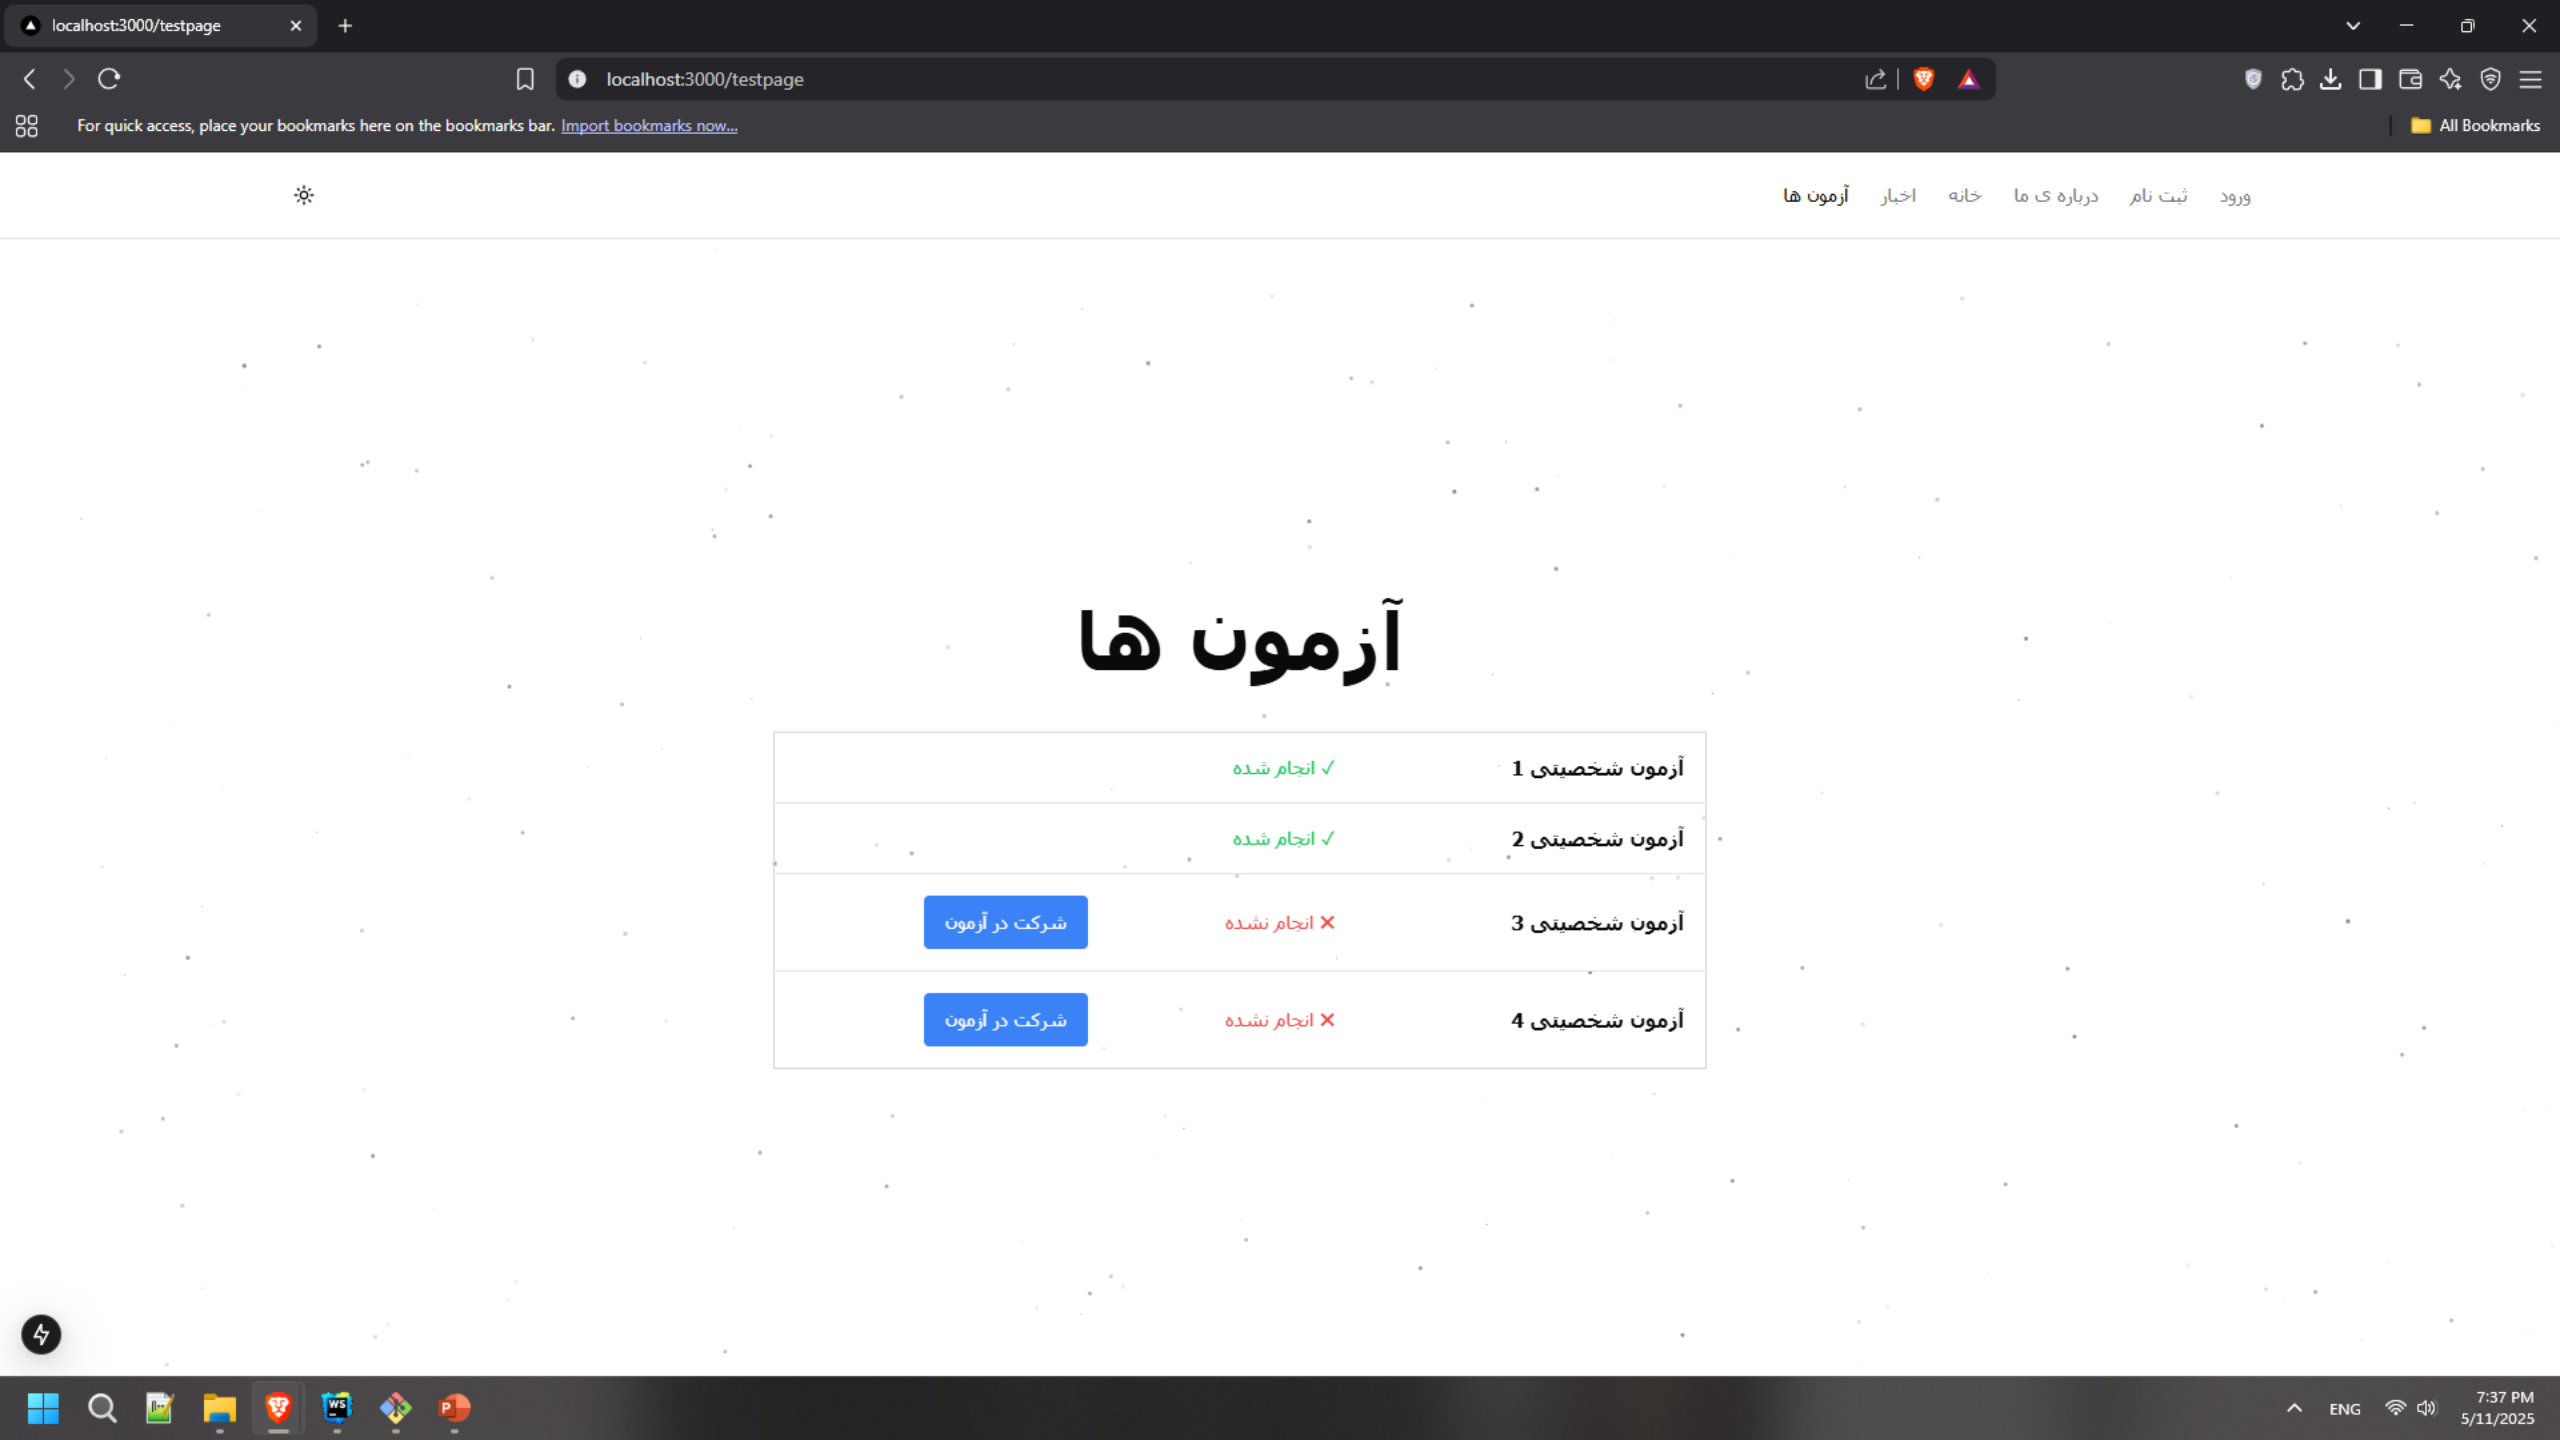 localhost:3000/testpage
localhost:3000/testpage
For quick access, place your bookmarks here on the bookmarks bar. Import bookmarks now...
All Bookmarks
ورود ثبت نام درباره ی ما خانه اخبار آزمون ها
آزمون ها
آزمون شخصیتی 1 ✓ انجام شده
آزمون شخصیتی 2 ✓ انجام شده
آزمون شخصیتی 3 ✕ انجام نشده شرکت در آزمون
آزمون شخصیتی 4 ✕ انجام نشده شرکت در آزمون
WS
P
ENG
7:37 PM
5/11/2025